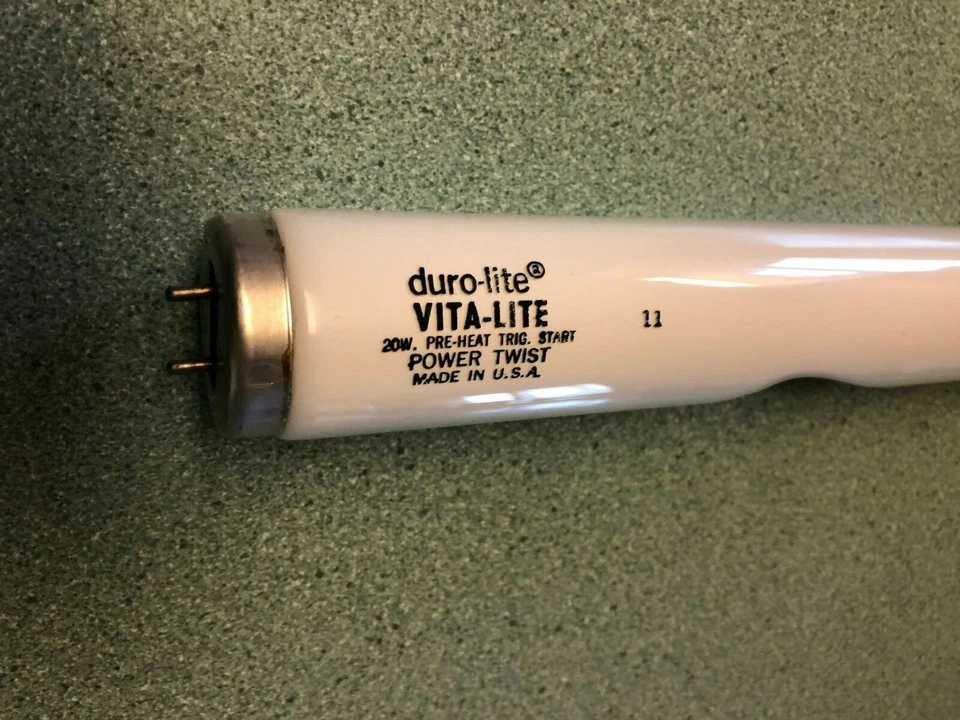 duro-lite®
VITA-LITE
20W. PRE-HEAT TRIG. START
POWER TWIST
MADE IN U.S.A.
11